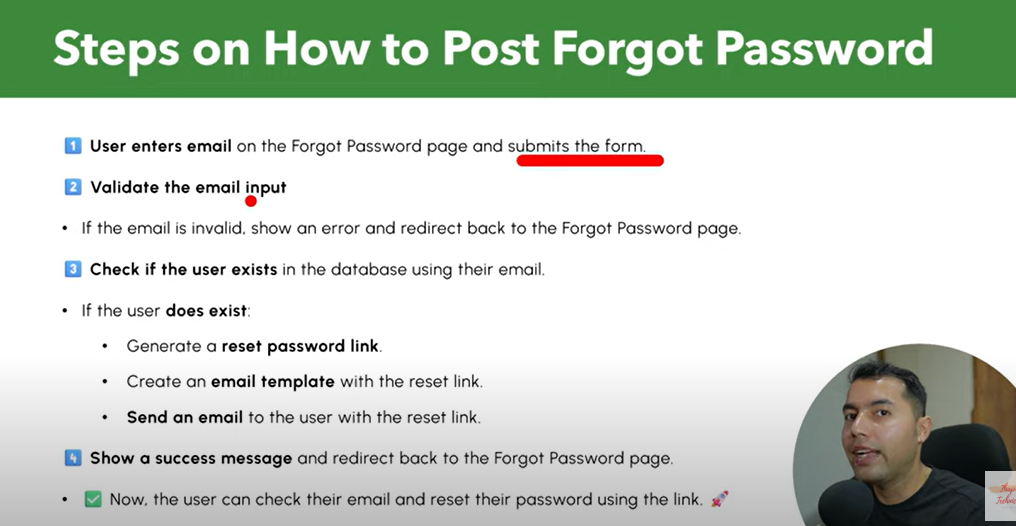 Steps on How to Post Forgot Password
1 User enters email on the Forgot Password page and submits the form.
2 Validate the email input
• If the email is invalid, show an error and redirect back to the Forgot Password page.
3 Check if the user exists in the database using their email.
• If the user does exist:
• Generate a reset password link.
• Create an email template with the reset link.
• Send an email to the user with the reset link.
4 Show a success message and redirect back to the Forgot Password page.
• ✅ Now, the user can check their email and reset their password using the link. 🚀